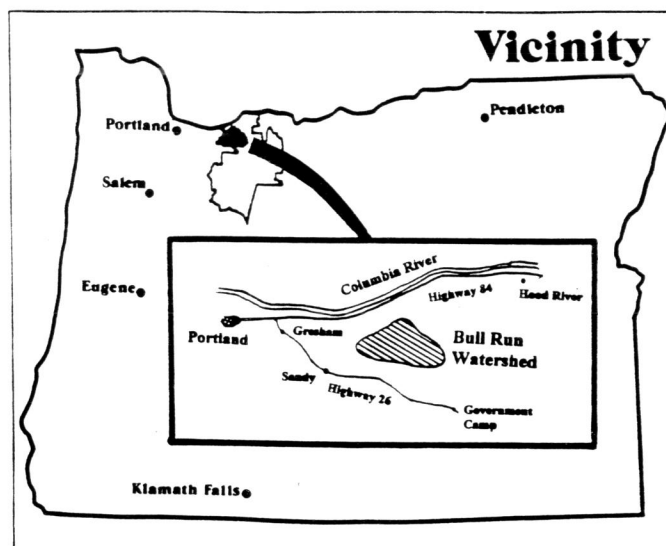 Vicinity
Portland
Pendleton
Salem
Eugene
Columbia River
Highway 84
Hood River
Portland
Gresham
Bull Run
Watershed
Sandy
Highway 26
Government
Camp
Klamath Falls